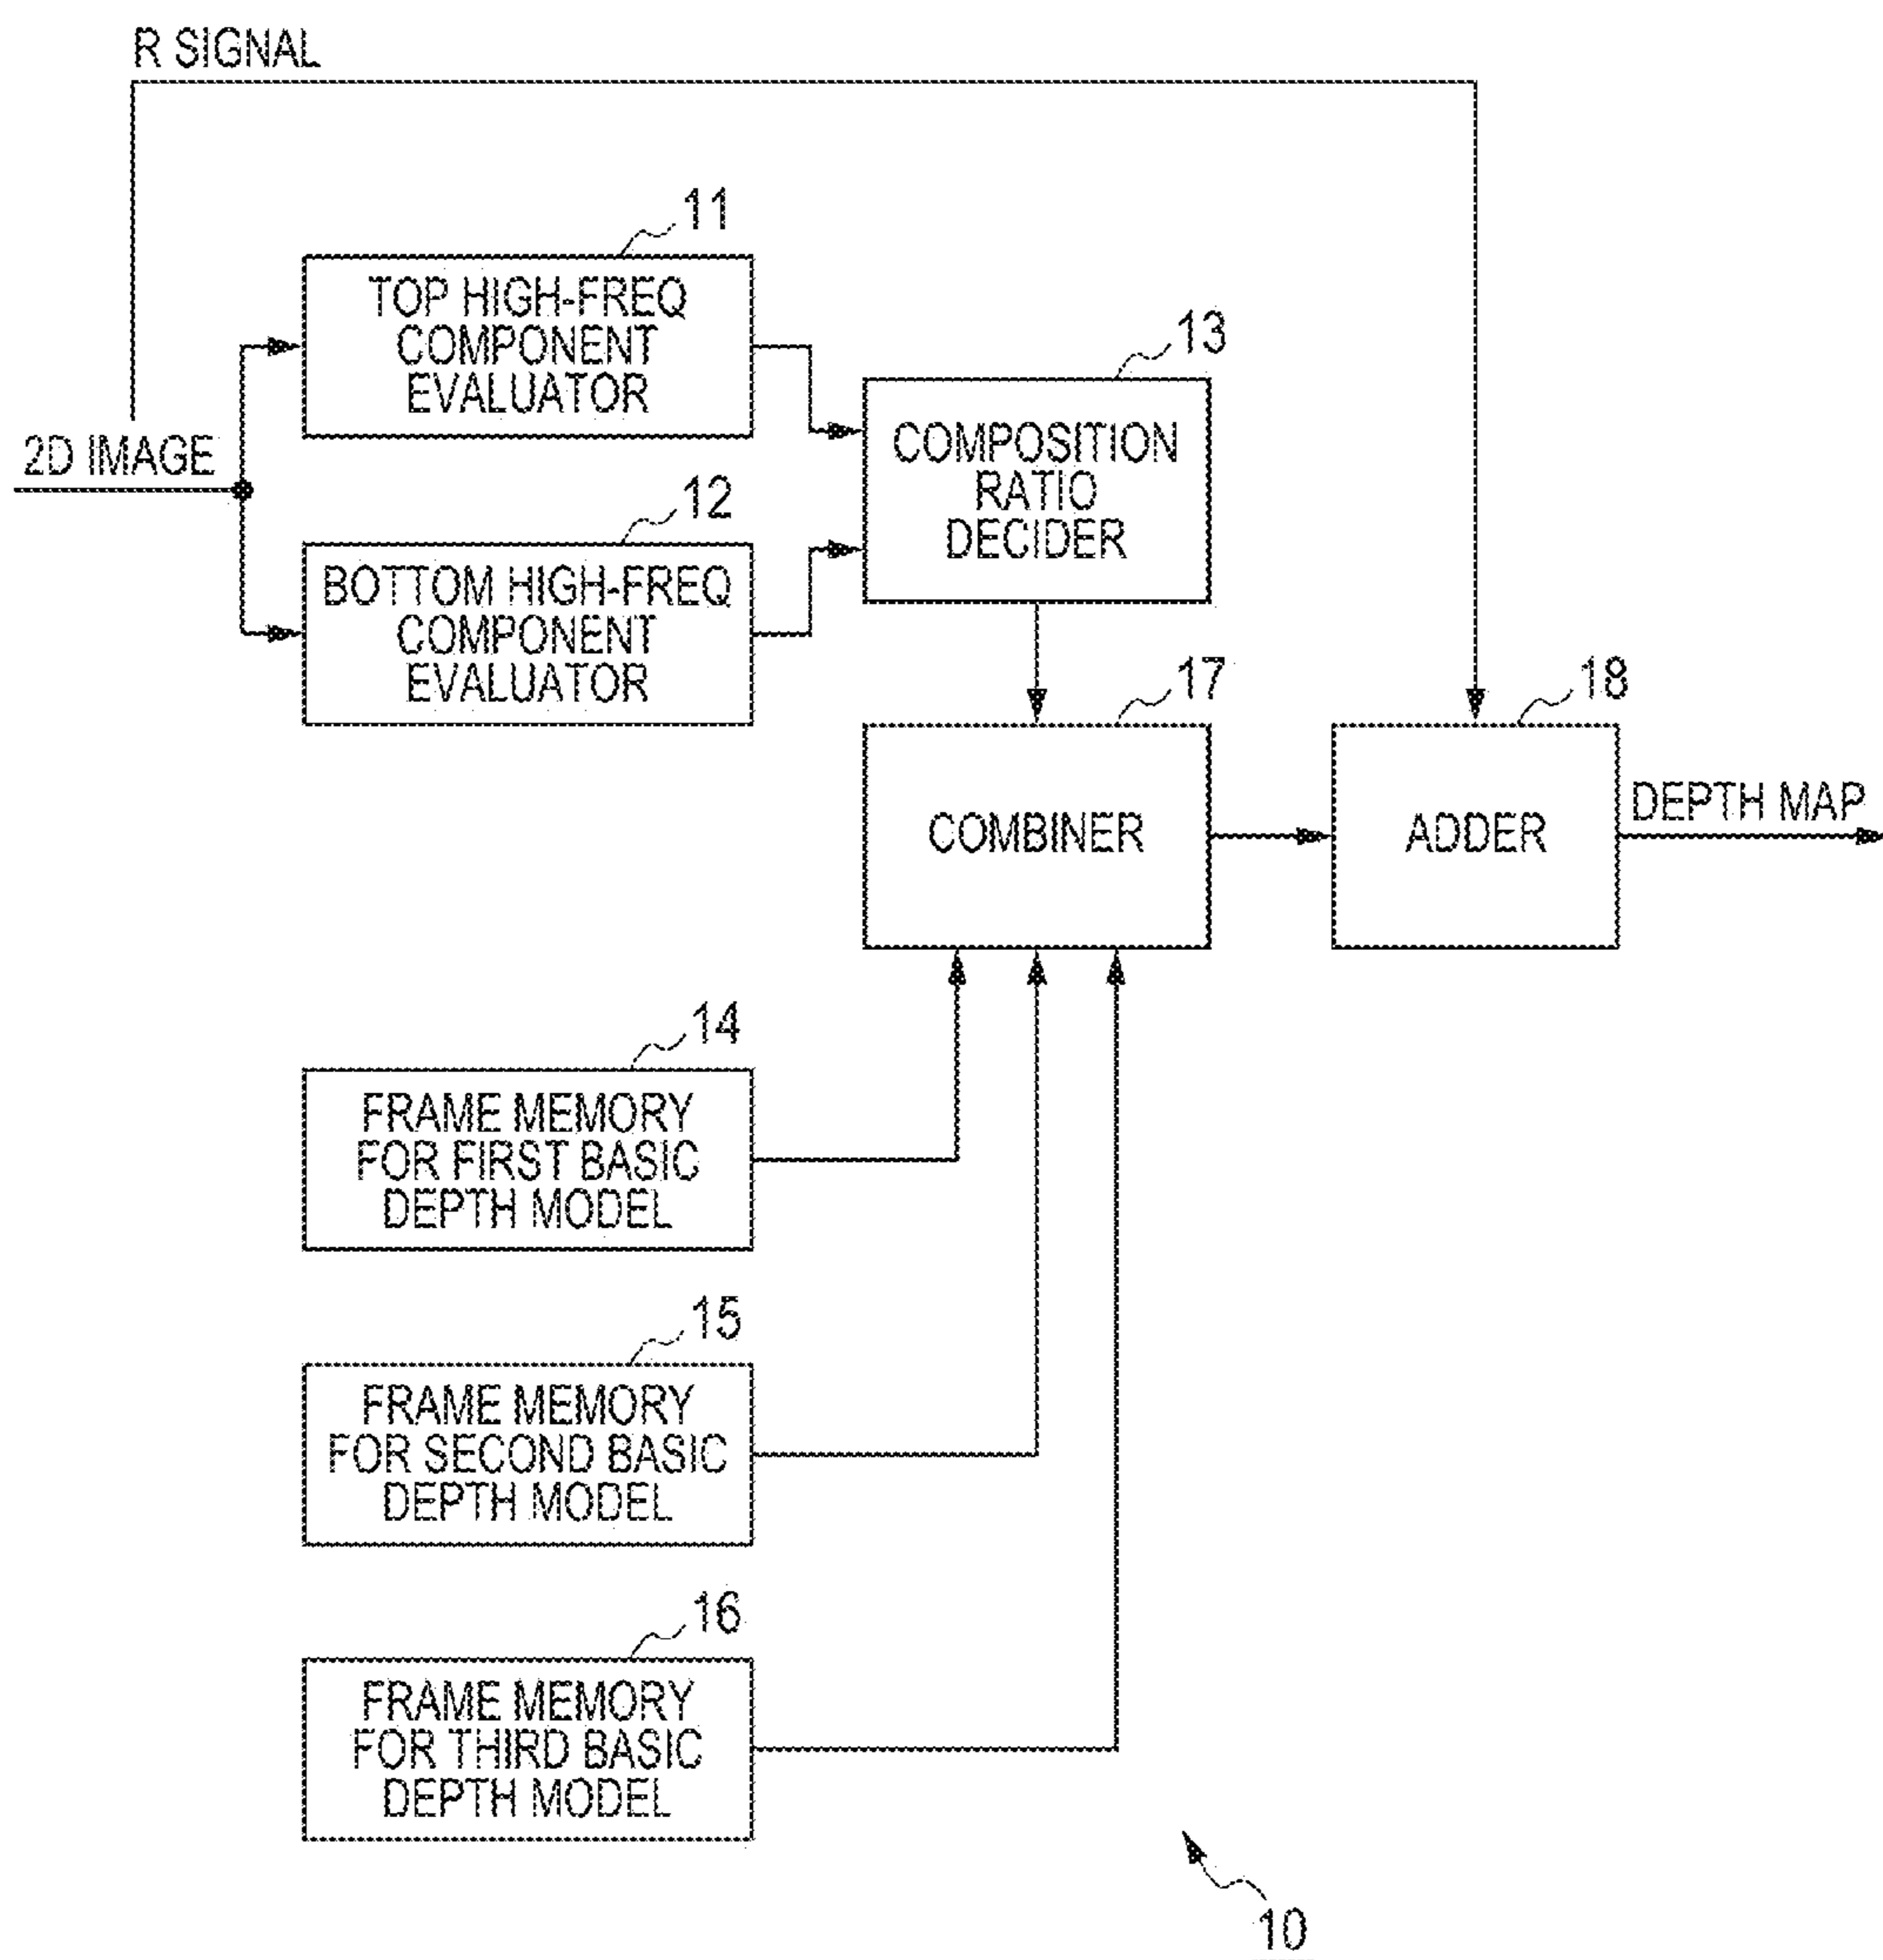 R SIGNAL
11
TOP HIGH-FREQ
COMPONENT
EVALUATOR
13
2D IMAGE
COMPOSITION
RATIO
DECIDER
12
BOTTOM HIGH-FREQ
COMPONENT
EVALUATOR
17
18
COMBINER
ADDER
DEPTH MAP
14
FRAME MEMORY
FOR FIRST BASIC
DEPTH MODEL
15
FRAME MEMORY
FOR SECOND BASIC
DEPTH MODEL
16
FRAME MEMORY
FOR THIRD BASIC
DEPTH MODEL
10